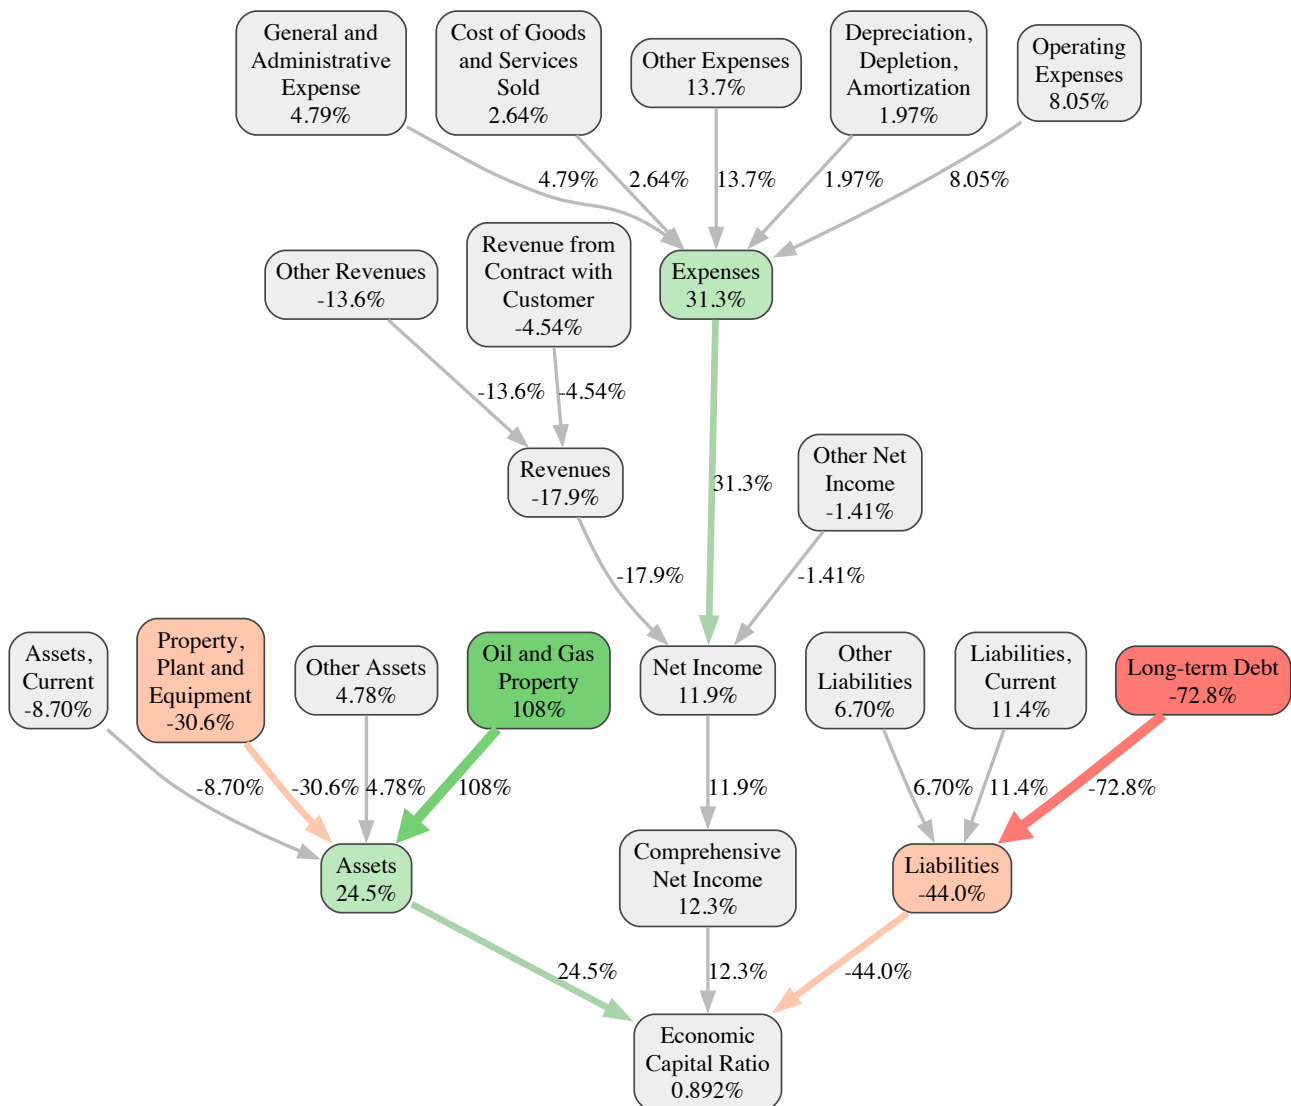 General and
Administrative
Expense
4.79%
Cost of Goods
and Services
Sold
2.64%
Other Expenses
13.7%
Depreciation,
Depletion,
Amortization
1.97%
Operating
Expenses
8.05%
4.79%
2.64%
13.7%
1.97%
8.05%
Other Revenues
-13.6%
Revenue from
Contract with
Customer
-4.54%
Expenses
31.3%
-13.6%
-4.54%
Revenues
-17.9%
31.3%
Other Net
Income
-1.41%
-17.9%
-1.41%
Assets,
Current
-8.70%
Property,
Plant and
Equipment
-30.6%
Other Assets
4.78%
Oil and Gas
Property
108%
Net Income
11.9%
Other
Liabilities
6.70%
Liabilities,
Current
11.4%
Long-term Debt
-72.8%
-8.70%
-30.6%
4.78%
108%
11.9%
6.70%
11.4%
-72.8%
Assets
24.5%
Comprehensive
Net Income
12.3%
Liabilities
-44.0%
24.5%
12.3%
-44.0%
Economic
Capital Ratio
0.892%